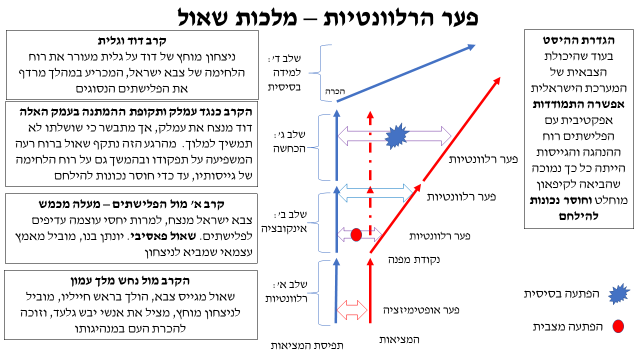 פער הרלוונטיות – מלכות שאול
הגדרת ההיסט
בעוד שהיכולת
הצבאית של
המערכת הישראלית
אפשרה התמודדות
אפקטיבית עם
הפלישתים רוח
ההנהגה והגייסות
הייתה כל כך נמוכה
שהביאה לקיפאון
מוחלט וחוסר נכונות
להילחם
קרב דוד וגלית
ניצחון מוחץ של דוד על גלית מעורר את רוח
הלחימה של צבא ישראל, המכריע במהלך מרדף
את הפלישתים הנסוגים
הקרב כנגד עמלק ותקופת ההמתנה בעמק האלה
דוד מנצח את עמלק, אך מתבשר כי שושלתו לא
תמשיך למלוך. מהרגע הזה תקף שאול ברוח רעה
המשפיעה על תפקודו ובהמשך גם על רוח הלחימה
של גייסותיו, עד כדי חוסר נכונות להילחם
קרב א' מול הפלישתים – מעלה מכמש
צבא ישראל מנצח, למרות יחסי עוצמה עדיפים
לפלישתים. שאול פאסיבי. יונתן בנו, מוביל מאמץ
עצמאי שמביא לניצחון
הקרב מול נחש מלך עמון
שאול מגייס צבא, הולך בראש חייליו, מוביל
לניצחון מוחץ, מציל את אנשי יבש גלעד, וזוכה
להכרת העם במנהיגותו
שלב ד':
למידה
בסיסית
הכרה
שלב ג':
הכחשה
פער רלוונטיות
שלב ב':
אינקובציה
פער רלוונטיות
פער רלוונטיות
נקודת מפנה
שלב א':
רלוונטיות
פער אופטימיזציה
המציאות
תפיסת המציאות
הפתעה בסיסית
הפתעה מצבית